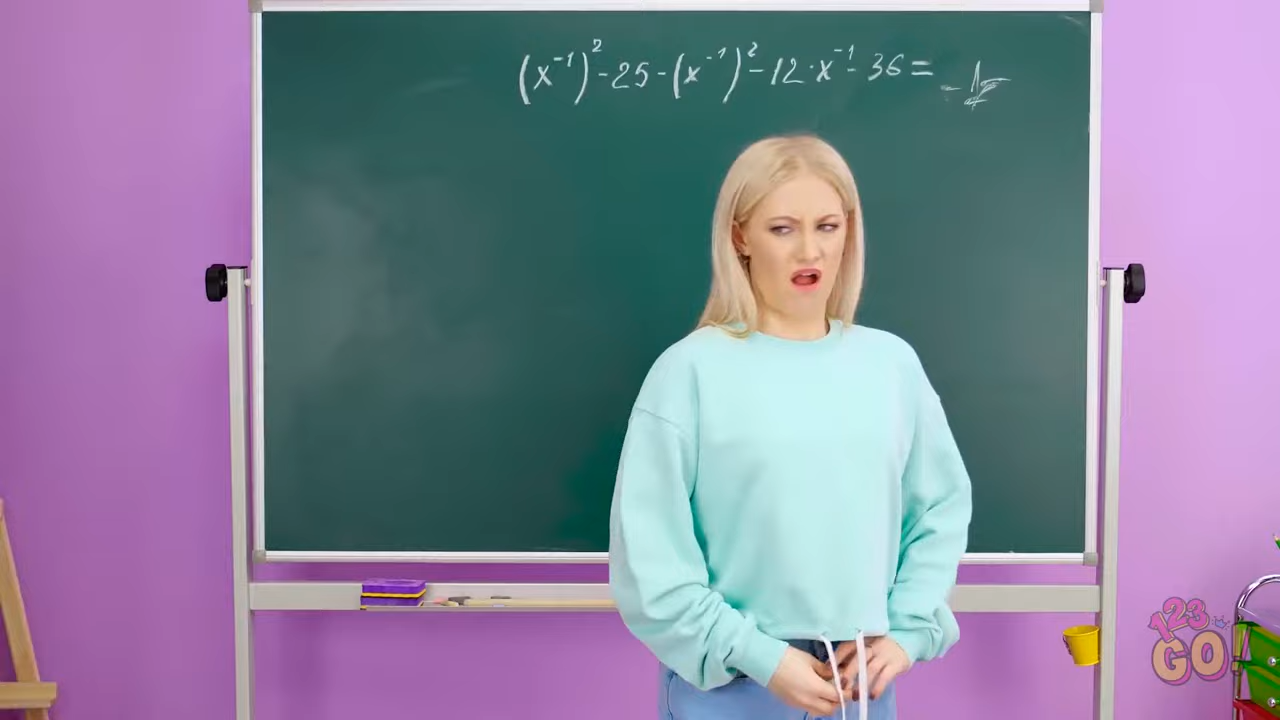 (x⁻¹)² - 25 - (x⁻¹)² - 12 · x⁻¹ - 36 =
123 GO!